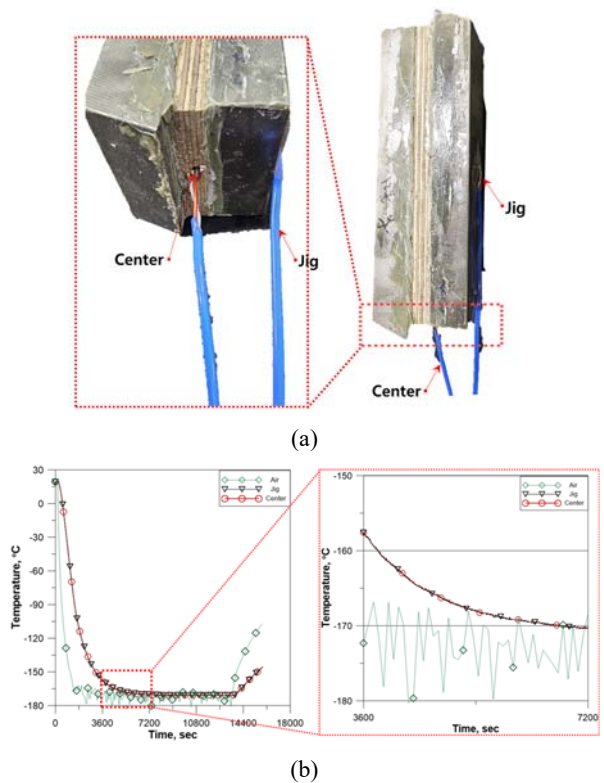 Center
Jig
Jig
Center
(a)
30
0
-30
-60
-90
-120
-150
-180
Temperature, °C
0
3600
7200
10800
14400
18000
Time, sec
Air
Jig
Center
-150
-160
-170
-180
Temperature, °C
3600
7200
Time, sec
Air
Jig
Center
(b)